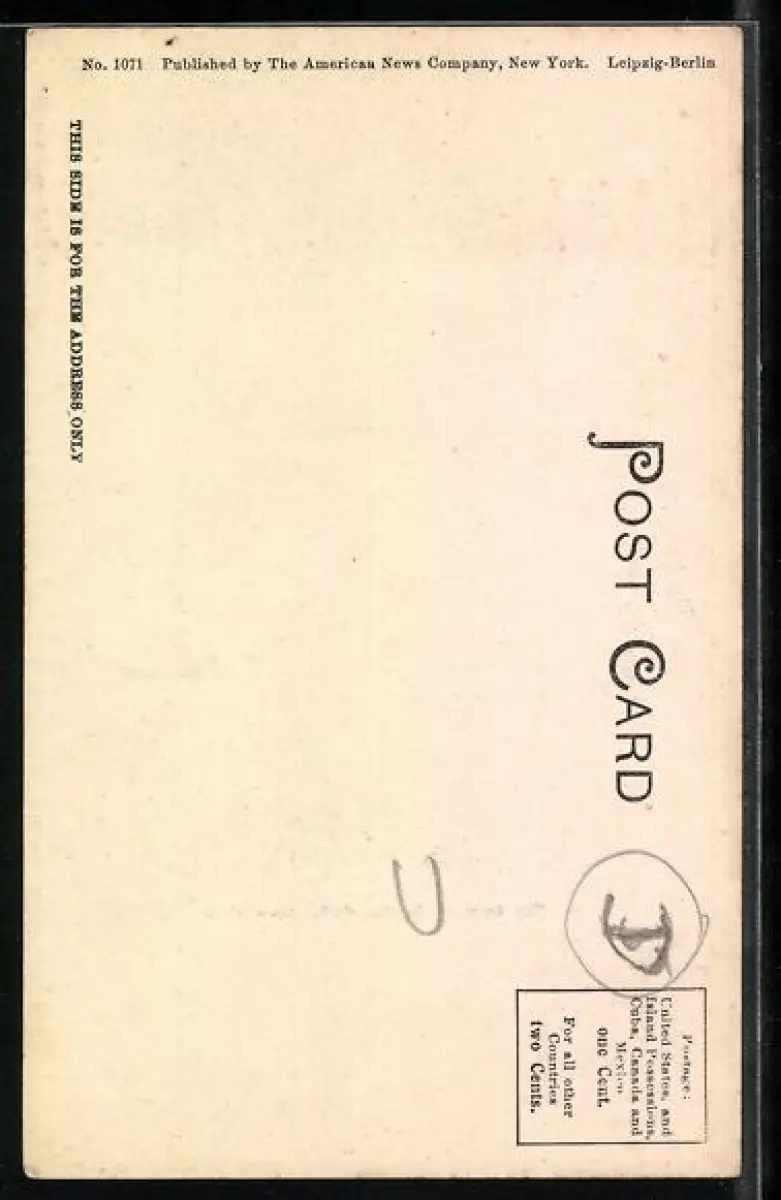 No. 1071 Published by The American News Company, New York. Leipzig-Berlin
POST CARD
Postage:
United States, and
Island Possessions,
Cuba, Canada and
Mexico
one Cent.
For all other
Countries
two Cents.
THIS SIDE IS FOR THE ADDRESS ONLY